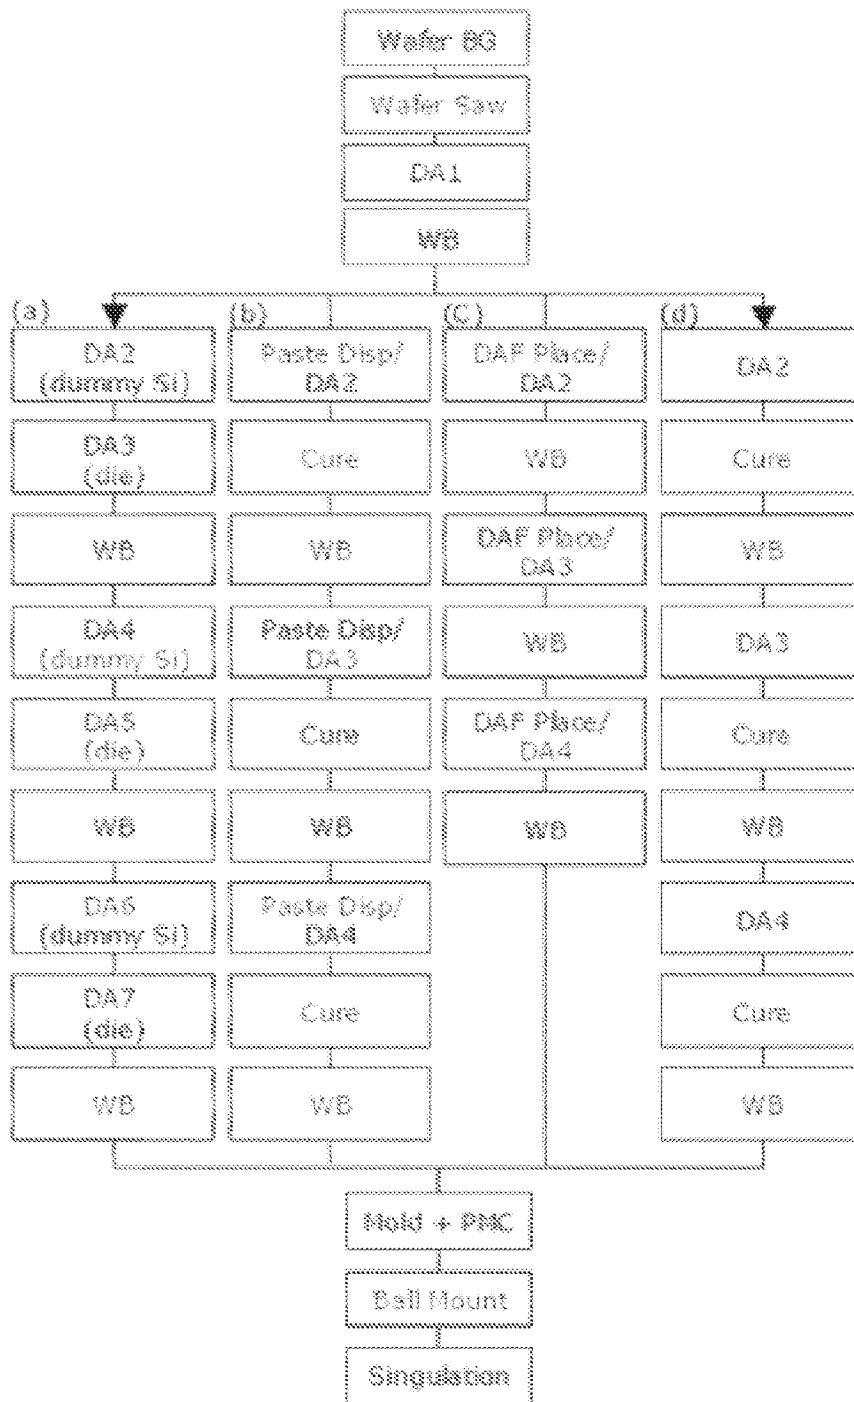 Wafer BG
Wafer Saw
DA1
WB
(a)
DA2
(dummy Si)
DA3
(die)
WB
DA4
(dummy Si)
DA5
(die)
WB
DA6
(dummy Si)
DA7
(die)
WB
(b)
Paste Disp/
DA2
Cure
WB
Paste Disp/
DA3
Cure
WB
Paste Disp/
DA4
Cure
WB
(C)
DAF Place/
DA2
WB
DAF Place/
DA3
WB
DAF Place/
DA4
WB
(d)
DA2
Cure
WB
DA3
Cure
WB
DA4
Cure
WB
Mold + PMC
Ball Mount
Singulation